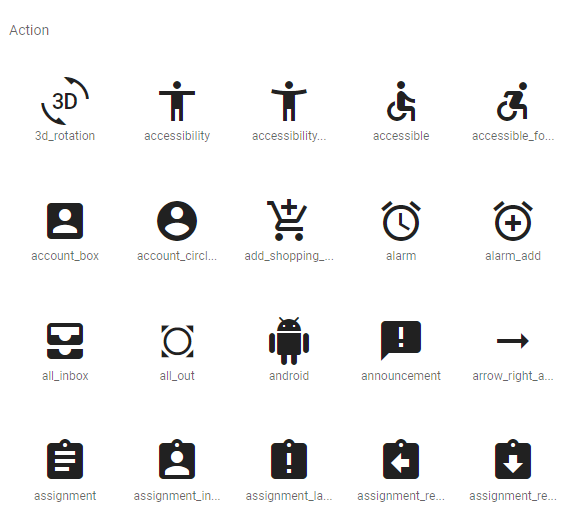 Action
3D
3d_rotation
accessibility
accessibility...
accessible
accessible_fo...
account_box
account_circl...
add_shopping_...
alarm
alarm_add
all_inbox
all_out
android
announcement
arrow_right_a...
assignment
assignment_in...
assignment_la...
assignment_re...
assignment_re...